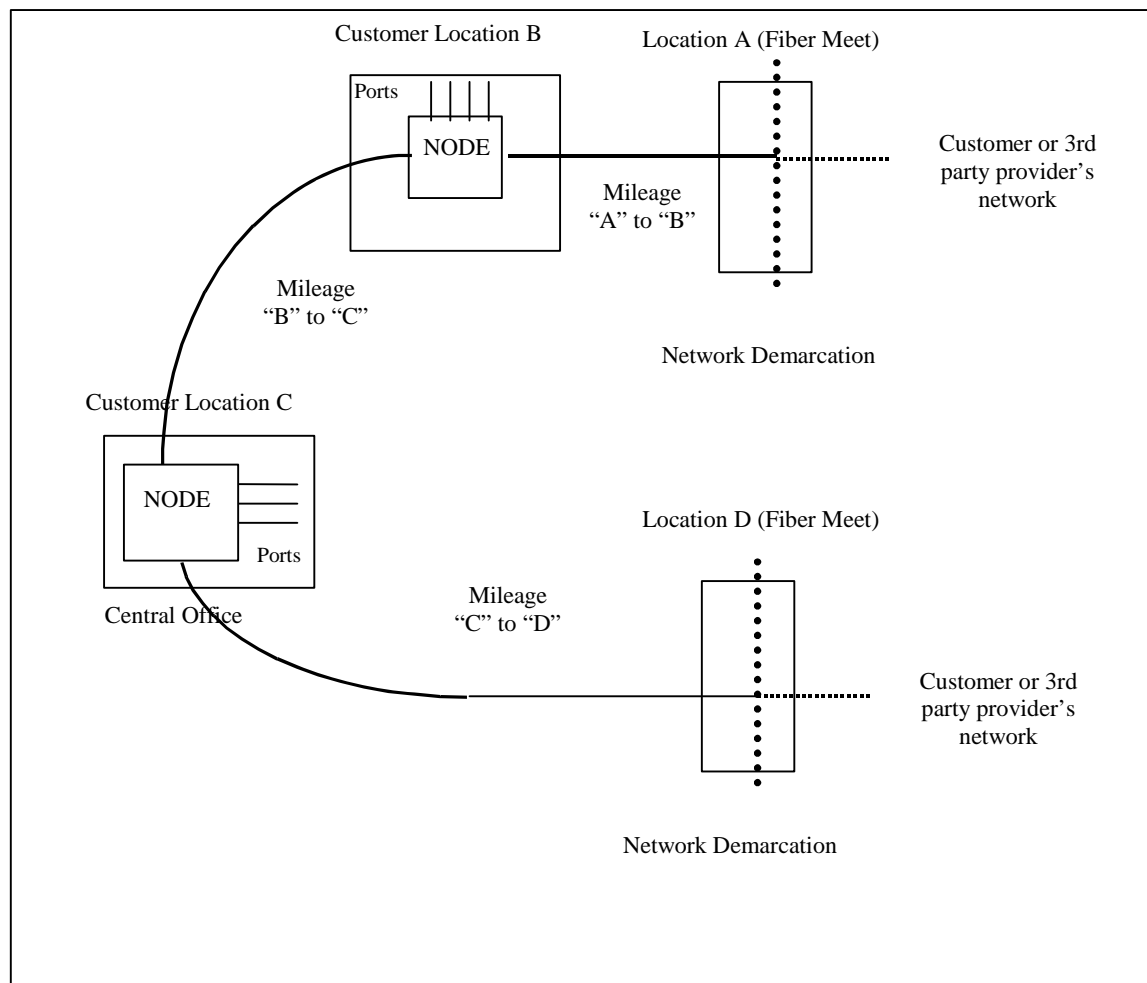 Customer Location B
Location A (Fiber Meet)
Ports
NODE
Customer or 3rd
party provider’s
network
Mileage
“A” to “B”
Mileage
“B” to “C”
Network Demarcation
Customer Location C
NODE
Ports
Central Office
Location D (Fiber Meet)
Mileage
“C” to “D”
Customer or 3rd
party provider’s
network
Network Demarcation